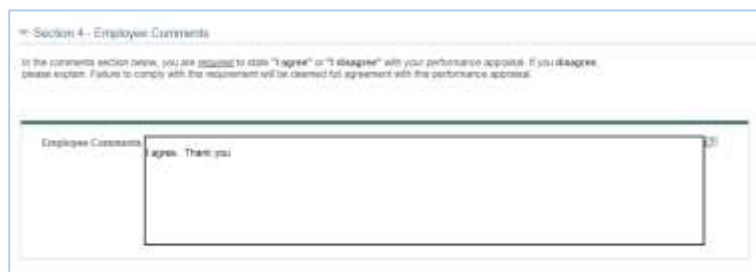 Section 4 - Employee Comments
In the comments section below, you are required to state "I agree" or "I disagree" with your performance appraisal. If you disagree,
please explain. Failure to comply with this requirement will be deemed full agreement with this performance appraisal.
Employee Comments
I agree. Thank you